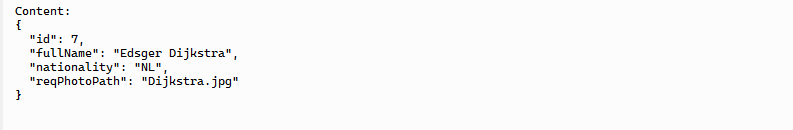 Content:
{
  "id": 7,
  "fullName": "Edsger Dijkstra",
  "nationality": "NL",
  "reqPhotoPath": "Dijkstra.jpg"
}